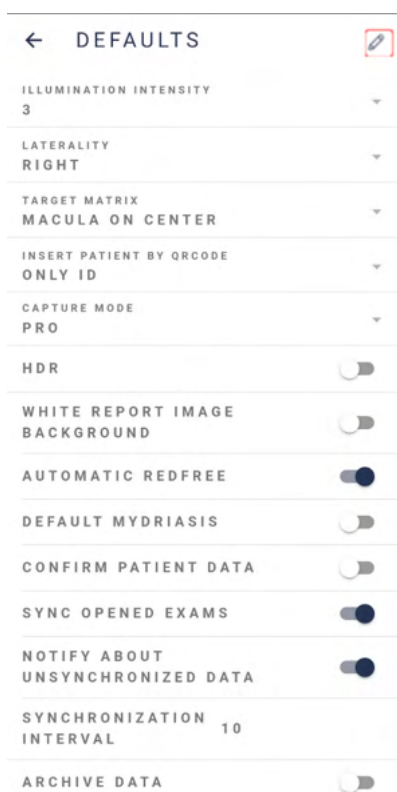 DEFAULTS
ILLUMINATION INTENSITY
3
LATERALITY
RIGHT
TARGET MATRIX
MACULA ON CENTER
INSERT PATIENT BY QRCODE
ONLY ID
CAPTURE MODE
PRO
HDR
WHITE REPORT IMAGE
BACKGROUND
AUTOMATIC REDFREE
DEFAULT MYDRIASIS
CONFIRM PATIENT DATA
SYNC OPENED EXAMS
NOTIFY ABOUT
UNSYNCHRONIZED DATA
SYNCHRONIZATION
INTERVAL
10
ARCHIVE DATA